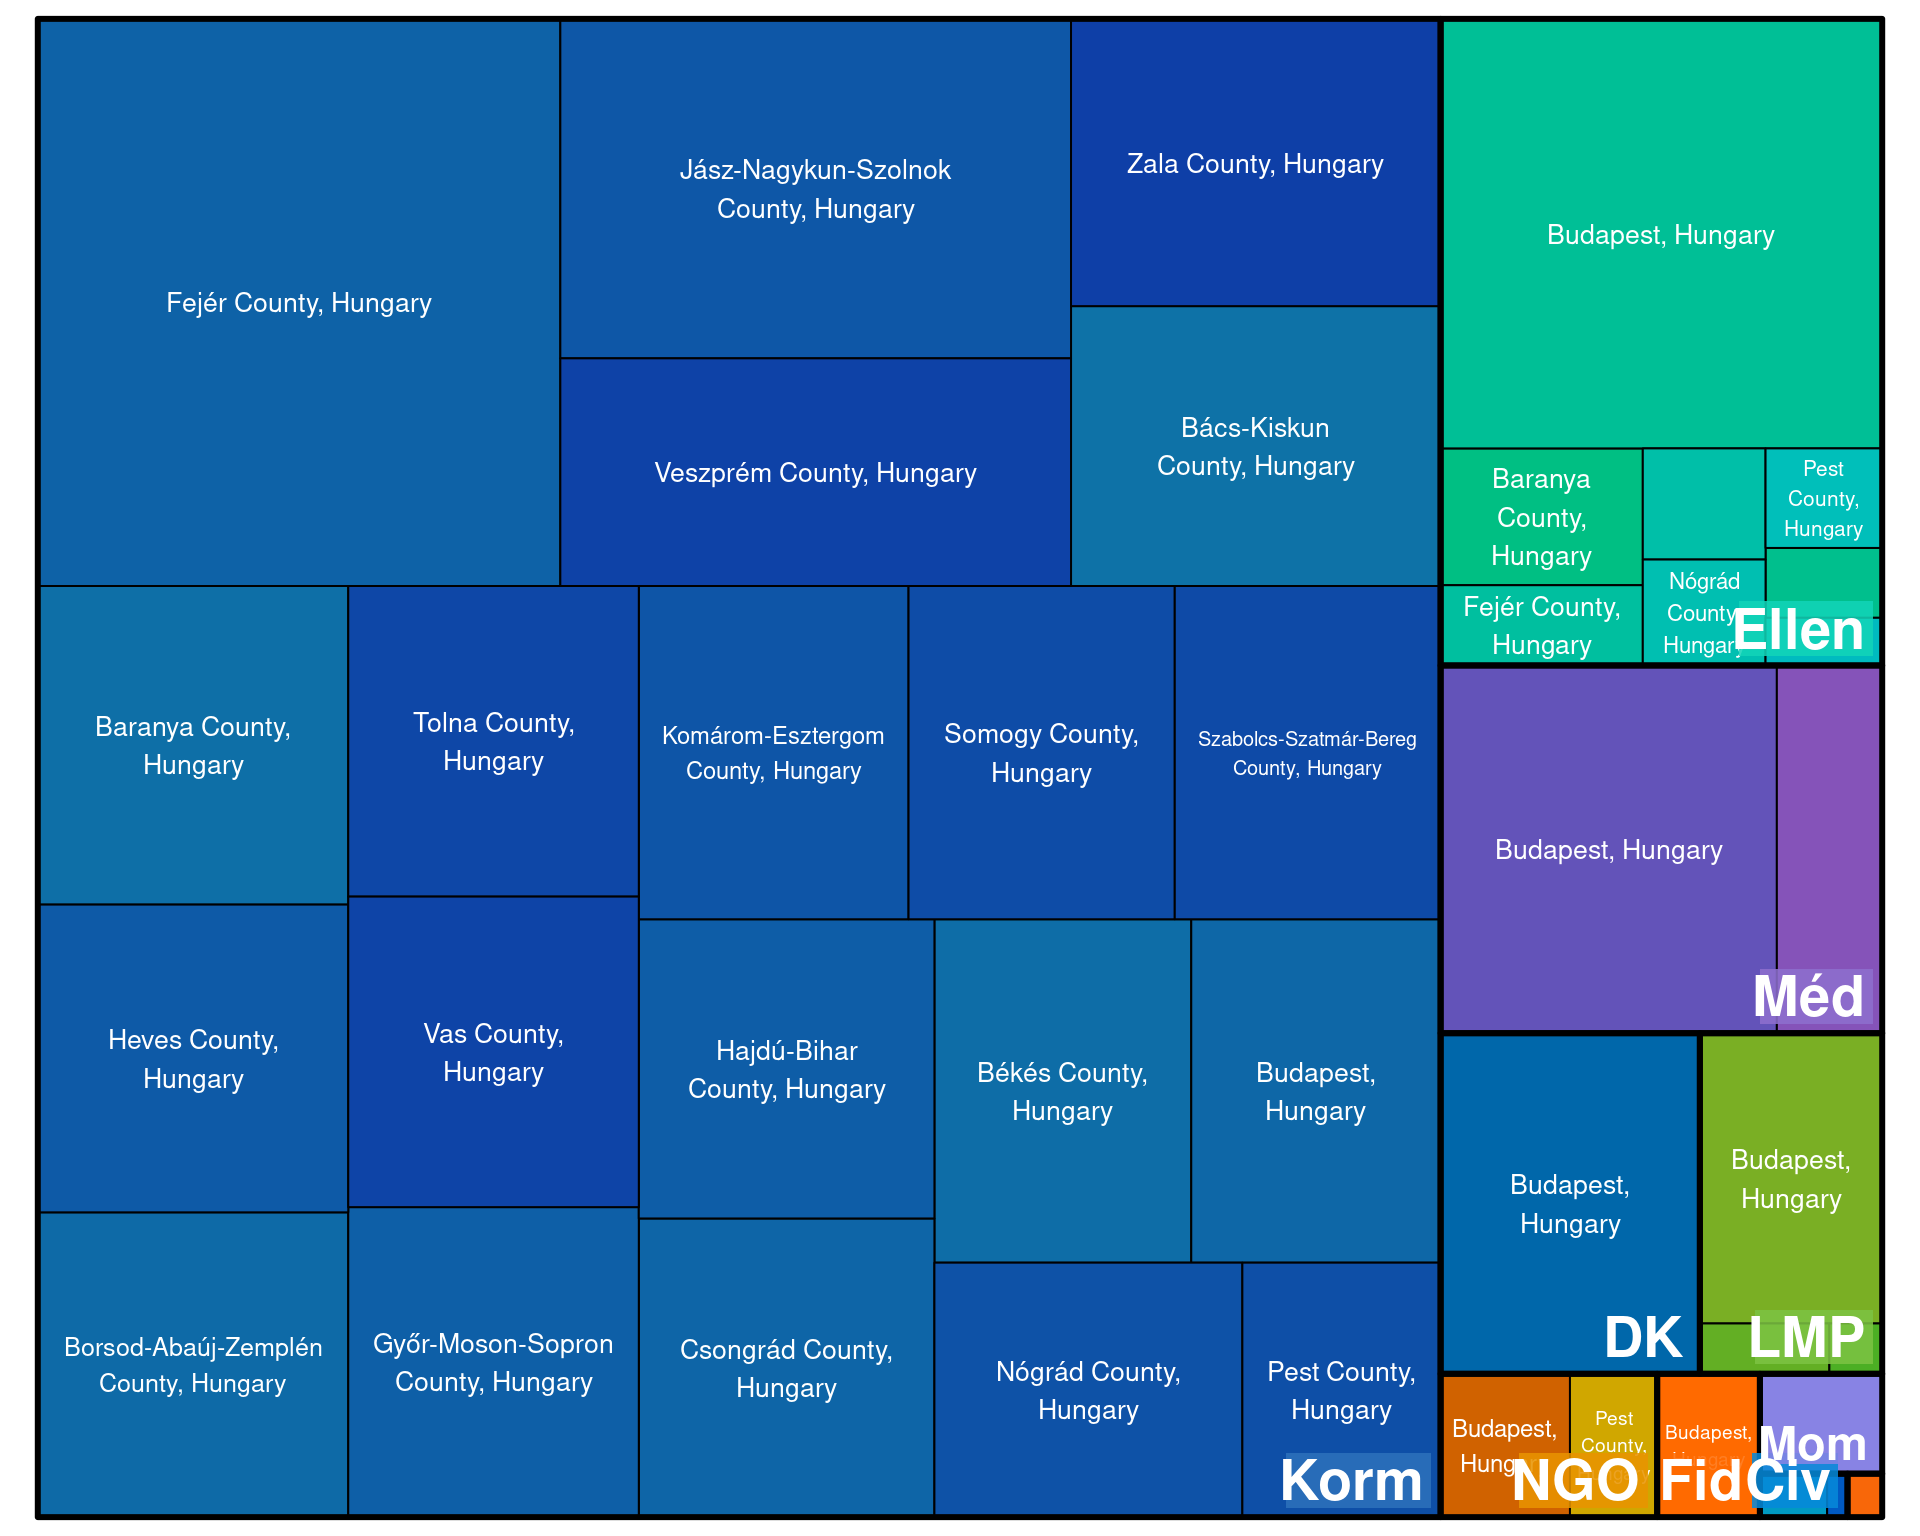 Fejér County, Hungary
Jász-Nagykun-Szolnok
County, Hungary
Veszprém County, Hungary
Zala County, Hungary
Bács-Kiskun
County, Hungary
Baranya County,
Hungary
Tolna County,
Hungary
Komárom-Esztergom
County, Hungary
Somogy County,
Hungary
Szabolcs-Szatmár-Bereg
County, Hungary
Heves County,
Hungary
Vas County,
Hungary
Hajdú-Bihar
County, Hungary
Békés County,
Hungary
Budapest,
Hungary
Borsod-Abaúj-Zemplén
County, Hungary
Győr-Moson-Sopron
County, Hungary
Csongrád County,
Hungary
Nógrád County,
Hungary
Pest County,
Hungary
Korm
Budapest, Hungary
Baranya
County,
Hungary
Fejér County,
Hungary
Nógrád
County,
Hungary
Pest
County,
Hungary
Ellen
Budapest, Hungary
Méd
Budapest,
Hungary
DK
Budapest,
Hungary
LMP
Budapest,
Hungary
Pest
County,
NGO
Budapest,
Fid
Mom
Civ